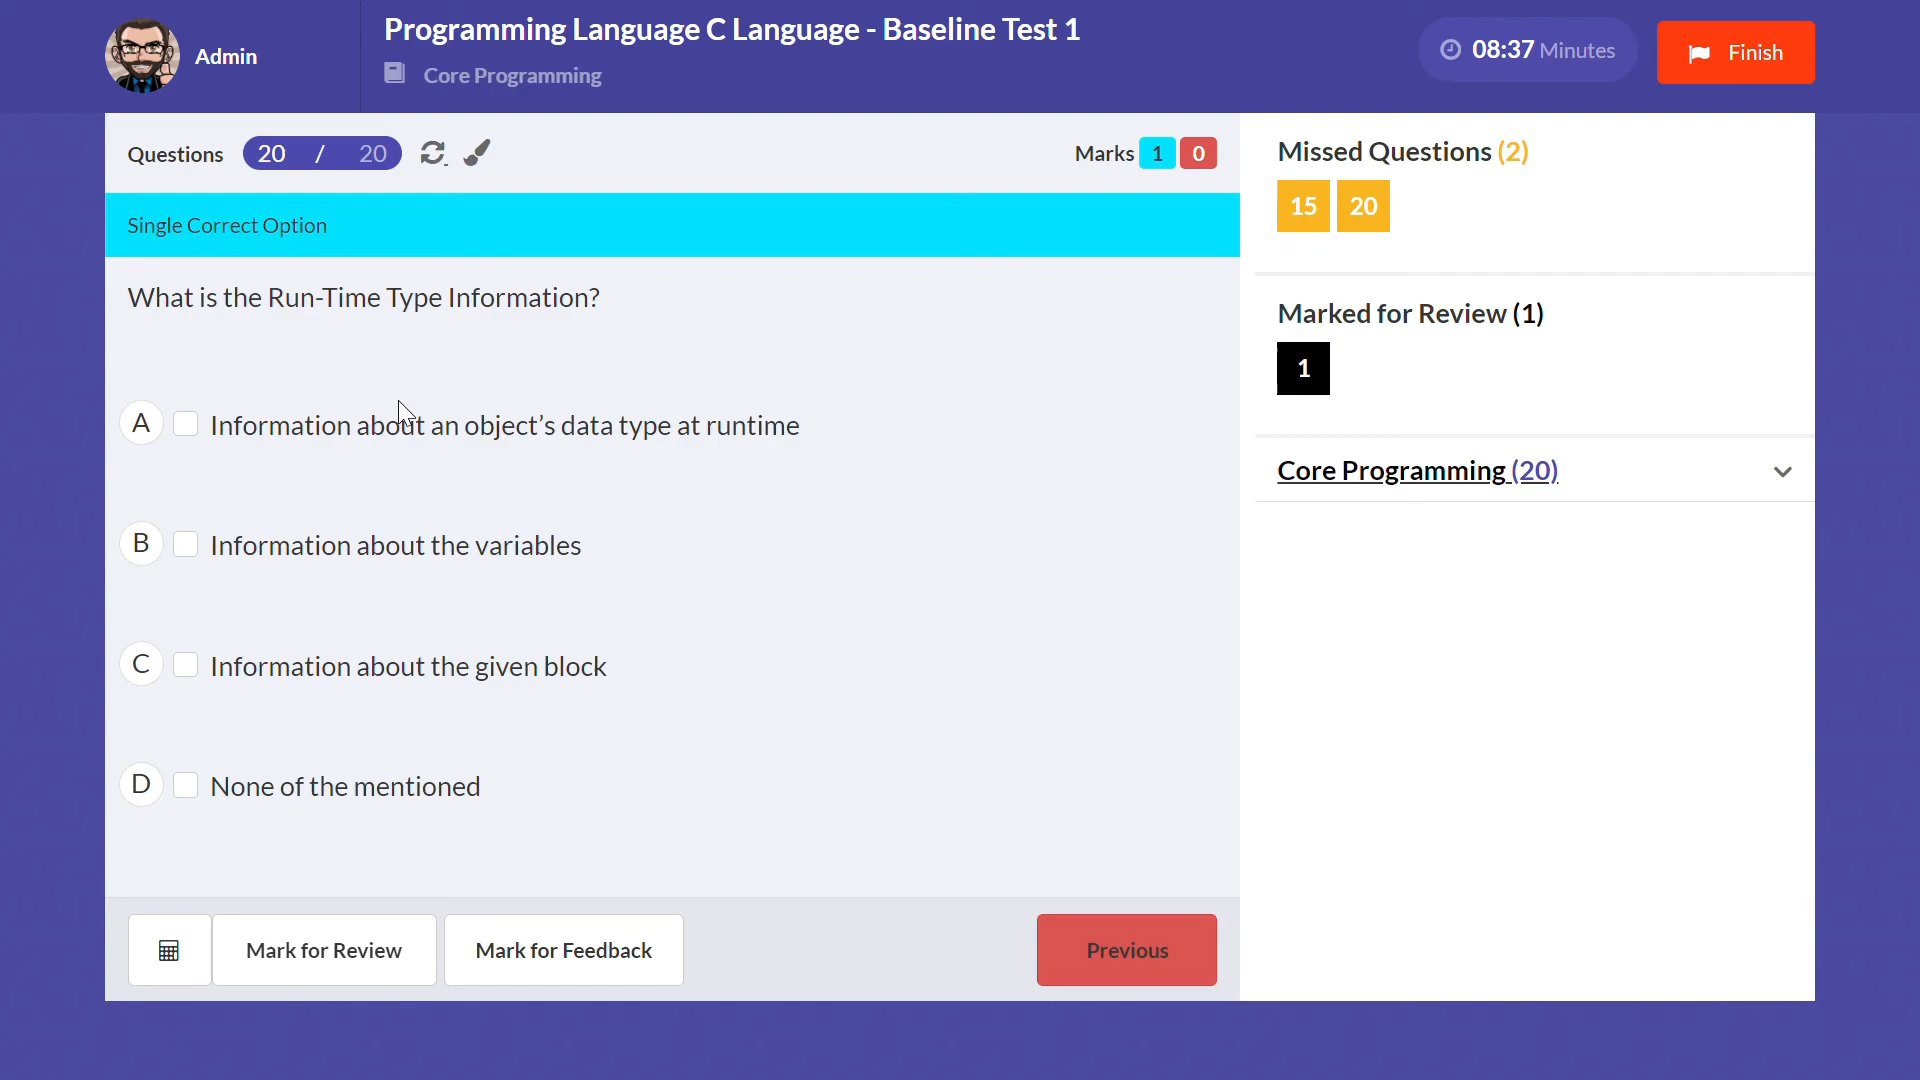 Admin
Programming Language C Language - Baseline Test 1
Core Programming
08:37 Minutes
Finish
Questions 20 / 20
Marks 1 0
Single Correct Option
What is the Run-Time Type Information?
A Information about an object’s data type at runtime
B Information about the variables
C Information about the given block
D None of the mentioned
Mark for Review
Mark for Feedback
Previous
Missed Questions (2)
15 20
Marked for Review (1)
1
Core Programming (20)